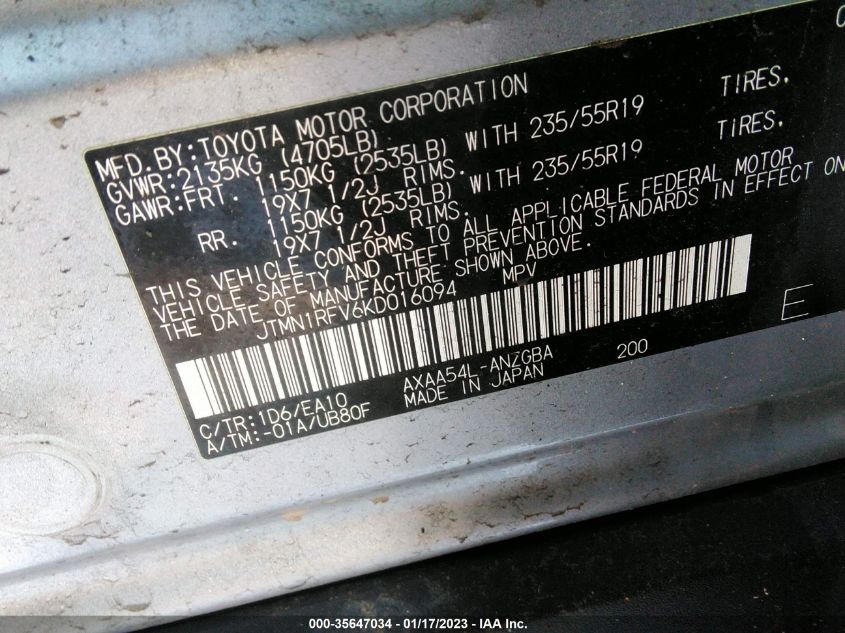 MFD.BY:TOYOTA MOTOR CORPORATION
GVWR:2135KG (4705LB)
GAWR:FRT. 1150KG (2535LB) WITH 235/55R19 TIRES.
19X7 1/2J RIMS.
RR. 1150KG (2535LB) WITH 235/55R19 TIRES.
19X7 1/2J RIMS.
THIS VEHICLE CONFORMS TO ALL APPLICABLE FEDERAL MOTOR
VEHICLE SAFETY AND THEFT PREVENTION STANDARDS IN EFFECT ON
THE DATE OF MANUFACTURE SHOWN ABOVE.
JTMN1RFV6KD016094 MPV
E
C/TR:1D6/EA10 AXAA54L-ANZGBA 200
A/TM:-01A/UB80F MADE IN JAPAN
000-35647034 - 01/17/2023 - IAA Inc.